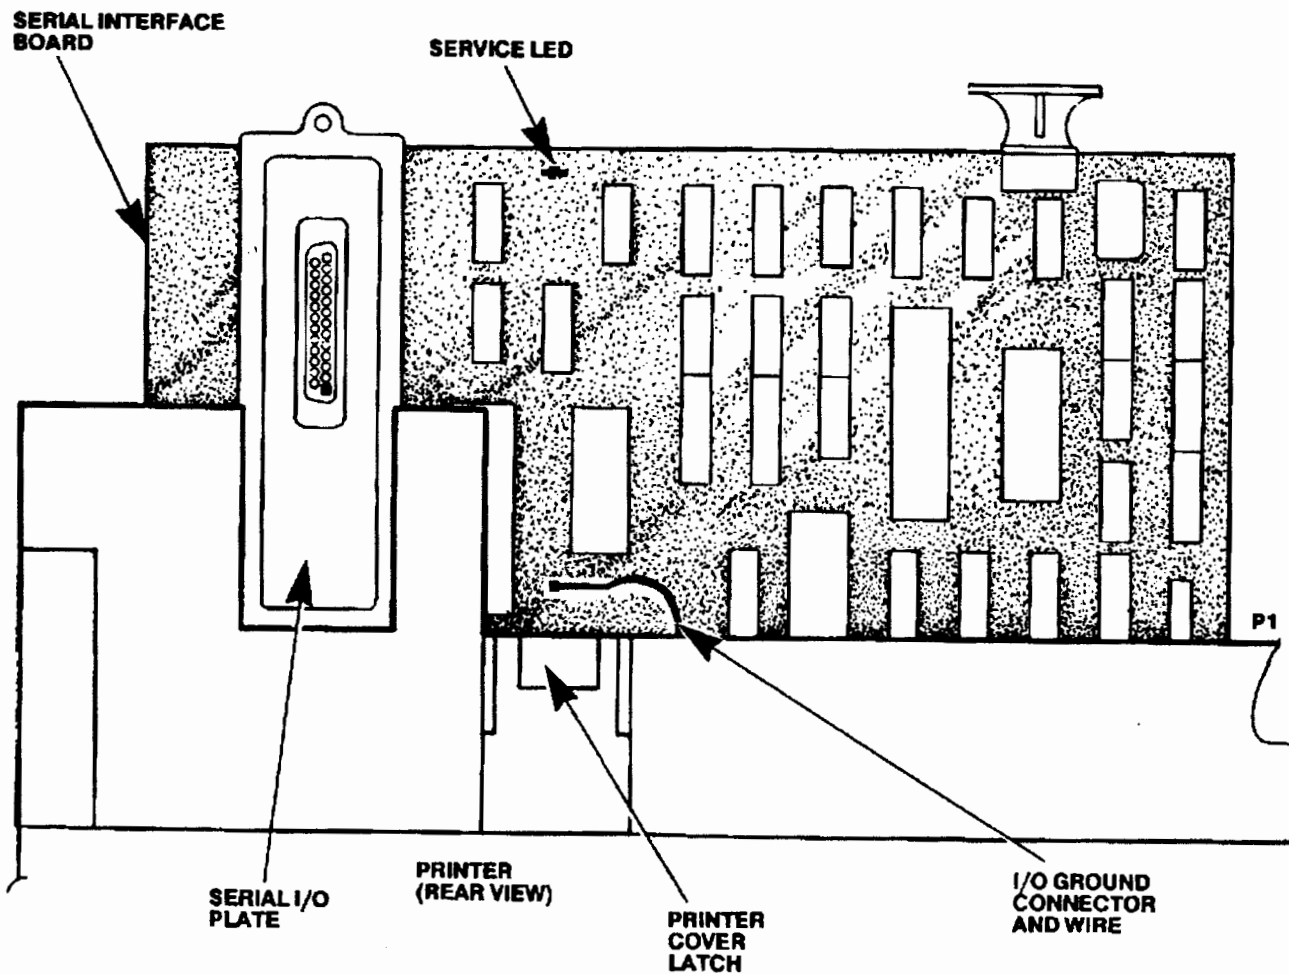 SERIAL INTERFACE
BOARD
SERVICE LED
P1
PRINTER
(REAR VIEW)
SERIAL I/O
PLATE
PRINTER
COVER
LATCH
I/O GROUND
CONNECTOR
AND WIRE